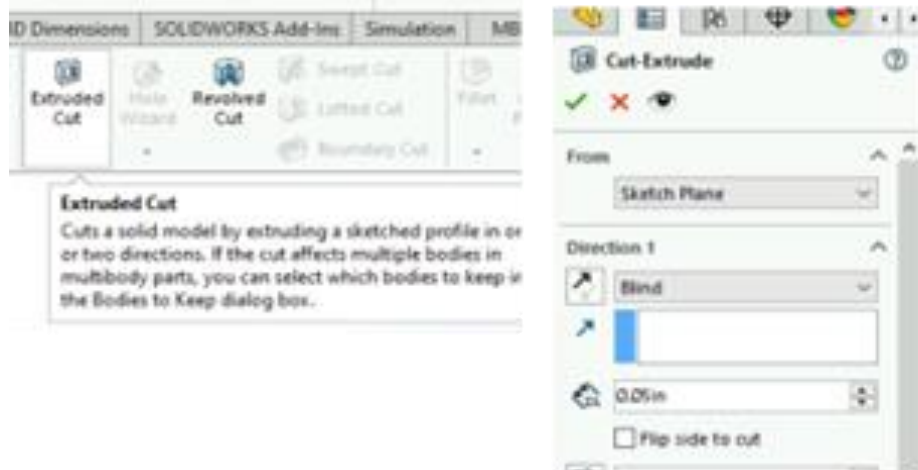 D Dimensions SOLIDWORKS Add-Ins Simulation MB
Extruded Cut
Hole Wizard
Revolved Cut
Swept Cut
Lofted Cut
Boundary Cut
Fillet
Extruded Cut
Cuts a solid model by extruding a sketched profile in or
or two directions. If the cut affects multiple bodies in
multibody parts, you can select which bodies to keep in
the Bodies to Keep dialog box.
Cut-Extrude
From
Sketch Plane
Direction 1
Blind
0.05in
Flip side to cut